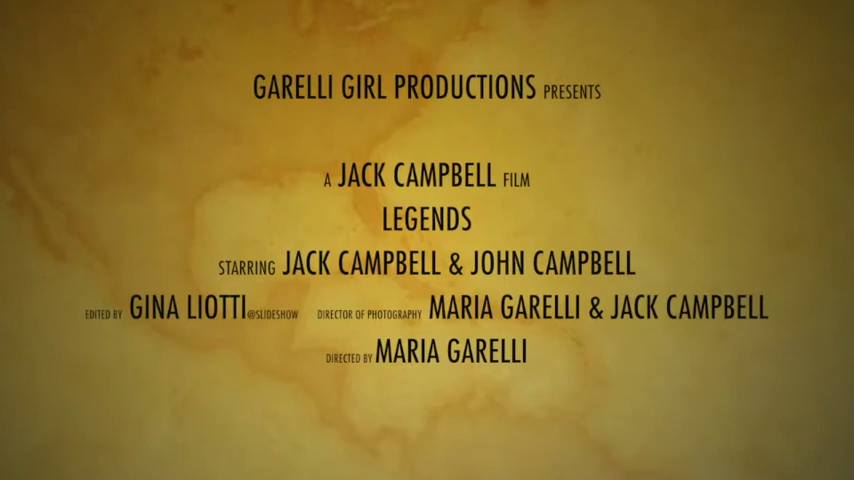 GARELLI GIRL PRODUCTIONS PRESENTS
A JACK CAMPBELL FILM
LEGENDS
STARRING JACK CAMPBELL & JOHN CAMPBELL
EDITED BY GINA LIOTTI@SLIDESHOW DIRECTOR OF PHOTOGRAPHY MARIA GARELLI & JACK CAMPBELL
DIRECTED BY MARIA GARELLI